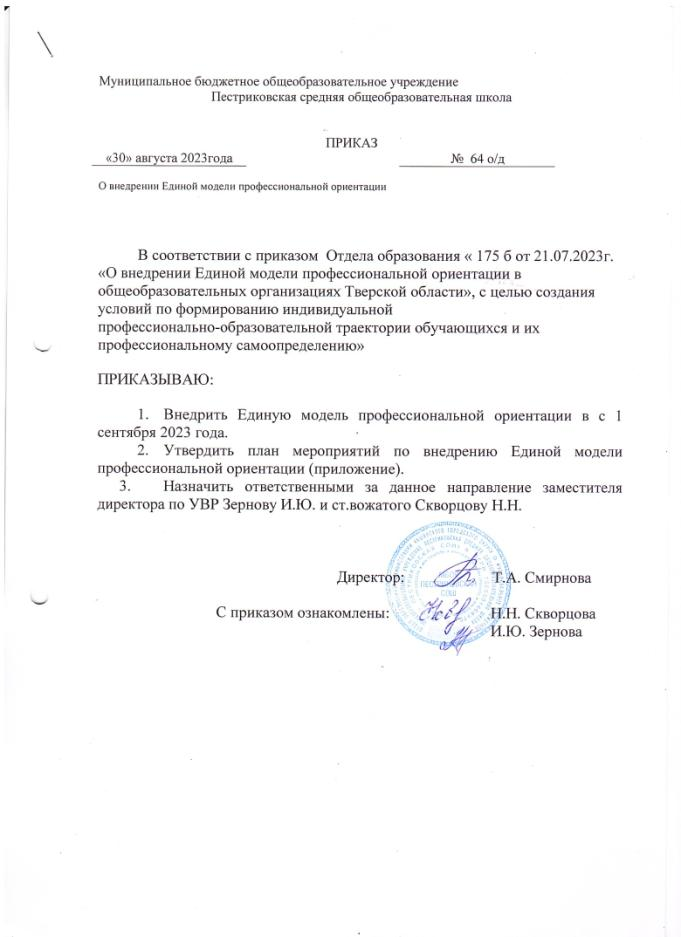 Муниципальное бюджетное общеобразовательное учреждение
Пестриковская средняя общеобразовательная школа
ПРИКАЗ
«30» августа 2023года № 64 о/д
О внедрении Единой модели профессиональной ориентации
В соответствии с приказом Отдела образования « 175 б от 21.07.2023г.
«О внедрении Единой модели профессиональной ориентации в
общеобразовательных организациях Тверской области», с целью создания
условий по формированию индивидуальной
профессионально-образовательной траектории обучающихся и их
профессиональному самоопределению»
ПРИКАЗЫВАЮ:
1. Внедрить Единую модель профессиональной ориентации в с 1
сентября 2023 года.
2. Утвердить план мероприятий по внедрению Единой модели
профессиональной ориентации (приложение).
3. Назначить ответственными за данное направление заместителя
директора по УВР Зернову И.Ю. и ст.вожатого Скворцову Н.Н.
Директор: Т.А. Смирнова
СОШ
С приказом ознакомлены: Н.Н. Скворцова
И.Ю. Зернова